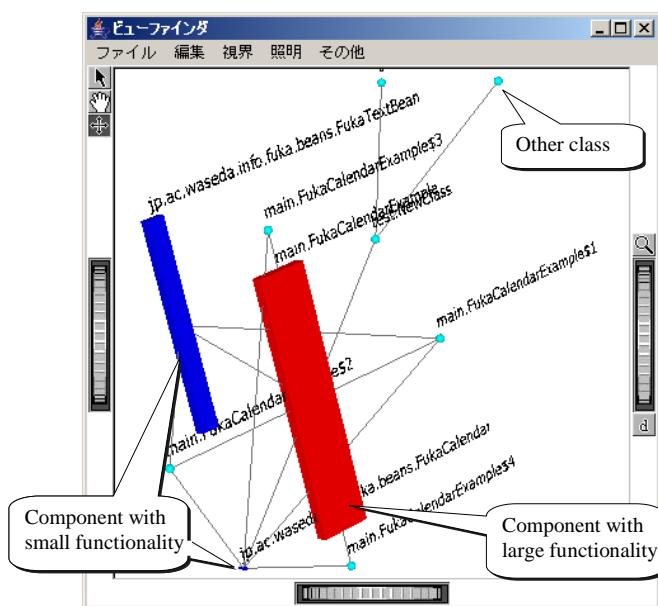 ビューファインダ
ファイル 編集 視界 照明 その他
jp.ac.waseda.info.fuka.beans.FukaTextBean
Other class
main.FukaCalendarExample$3
main.FukaCalendarExample
test.NewClass
main.FukaCalendarExample$1
main.FukaCalendarExample$2
jp.ac.waseda ka.beans.FukaCalendar
main.FukaCalendarExample$4
Component with
small functionality
Component with
large functionality
d